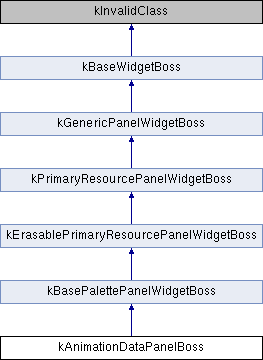 kInvalidClass
kBaseWidgetBoss
kGenericPanelWidgetBoss
kPrimaryResourcePanelWidgetBoss
kErasablePrimaryResourcePanelWidgetBoss
kBasePalettePanelWidgetBoss
kAnimationDataPanelBoss